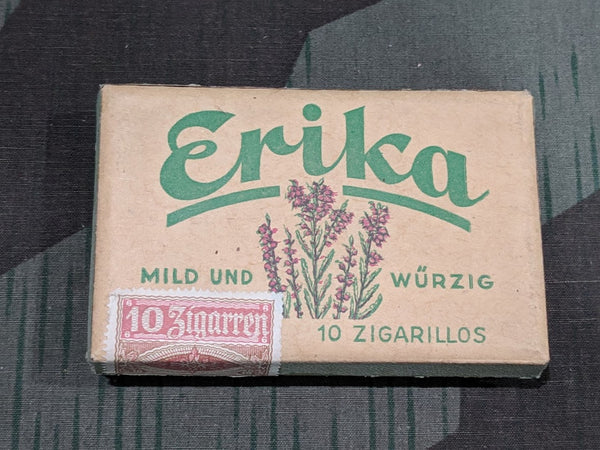 Erika
MILD UND WÜRZIG
10 Zigarren
10 ZIGARILLOS